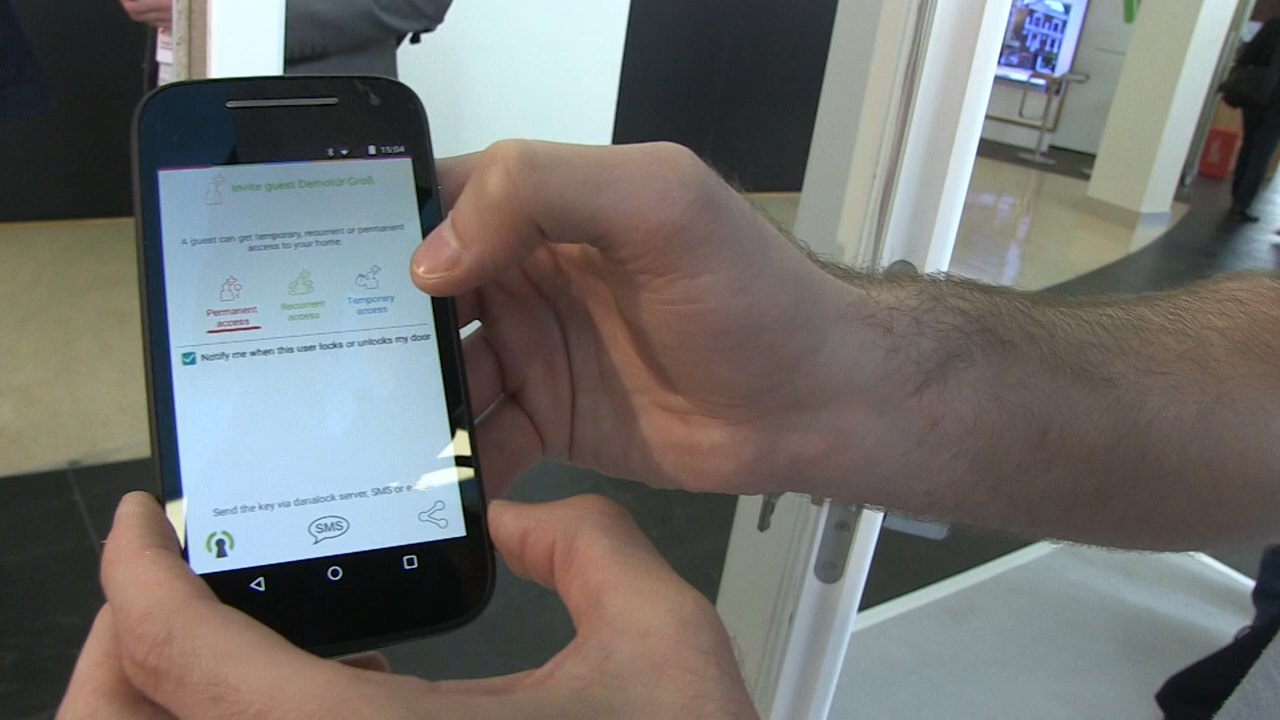 15:04
Invite guest Demotür Groß
A guest can get temporary, recurrent or permanent
access to your home.
Permanent
access
Recurrent
access
Temporary
access
Notify me when this user locks or unlocks my door
Send the key via danalock server, SMS or e
SMS